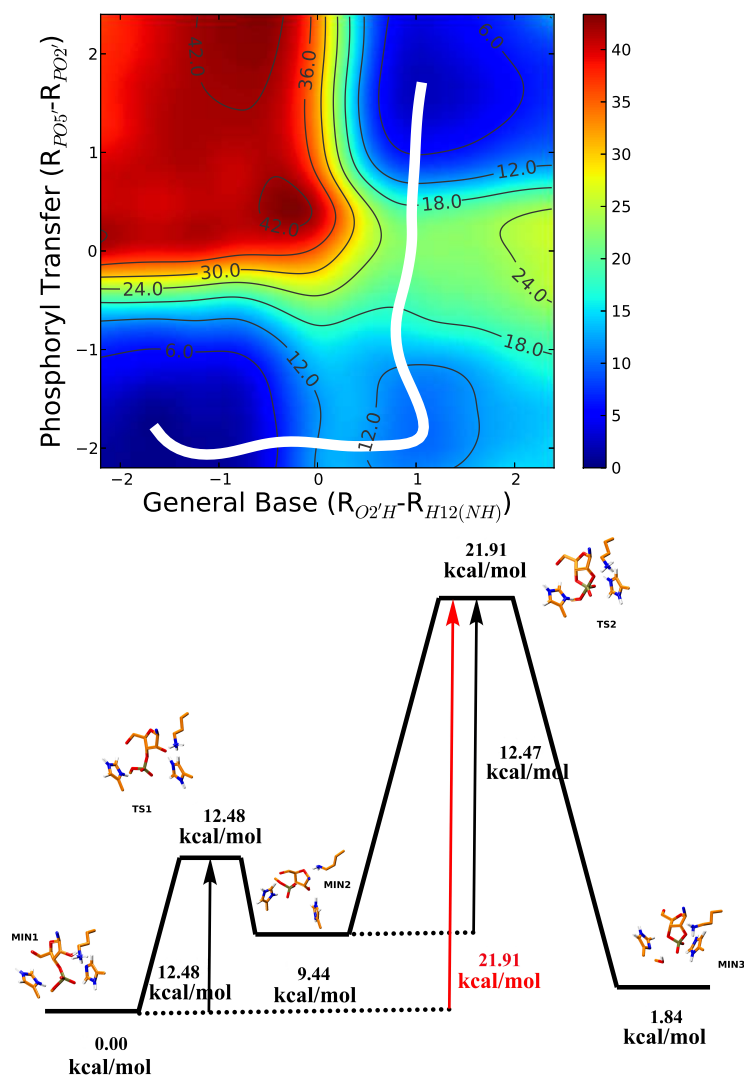 42.0
36.0
6.0
12.0
18.0
42.0
30.0
24.0
24.0
18.0
6.0
12.0
12.0
2
1
0
−1
−2
−2
−1
0
1
2
Phosphoryl Transfer (R_{PO5'}-R_{PO2'})
General Base (R_{O2'H}-R_{H12(NH)})
40
35
30
25
20
15
10
5
0
21.91
kcal/mol
TS2
12.47
kcal/mol
TS1
12.48
kcal/mol
MIN2
MIN1
12.48
kcal/mol
9.44
kcal/mol
21.91
kcal/mol
MIN3
0.00
kcal/mol
1.84
kcal/mol